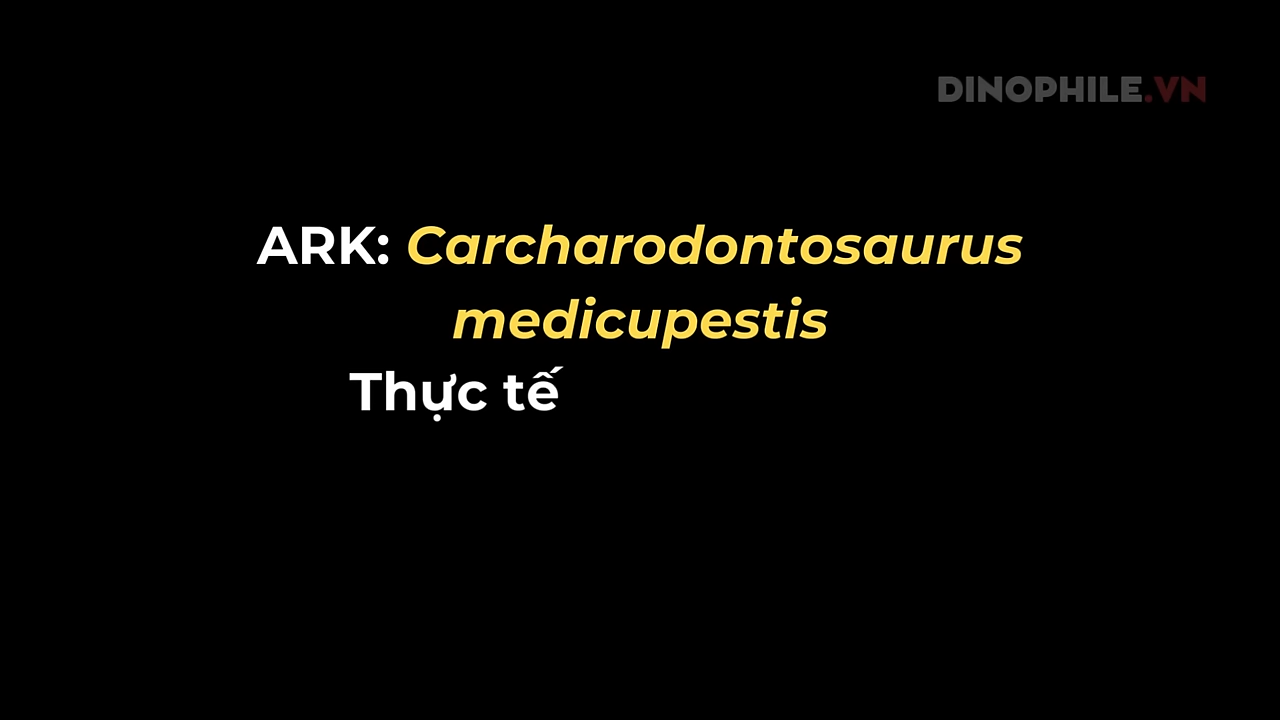 DINOPHILE.VN
ARK: Carcharodontosaurus
medicupestis
Thực tế